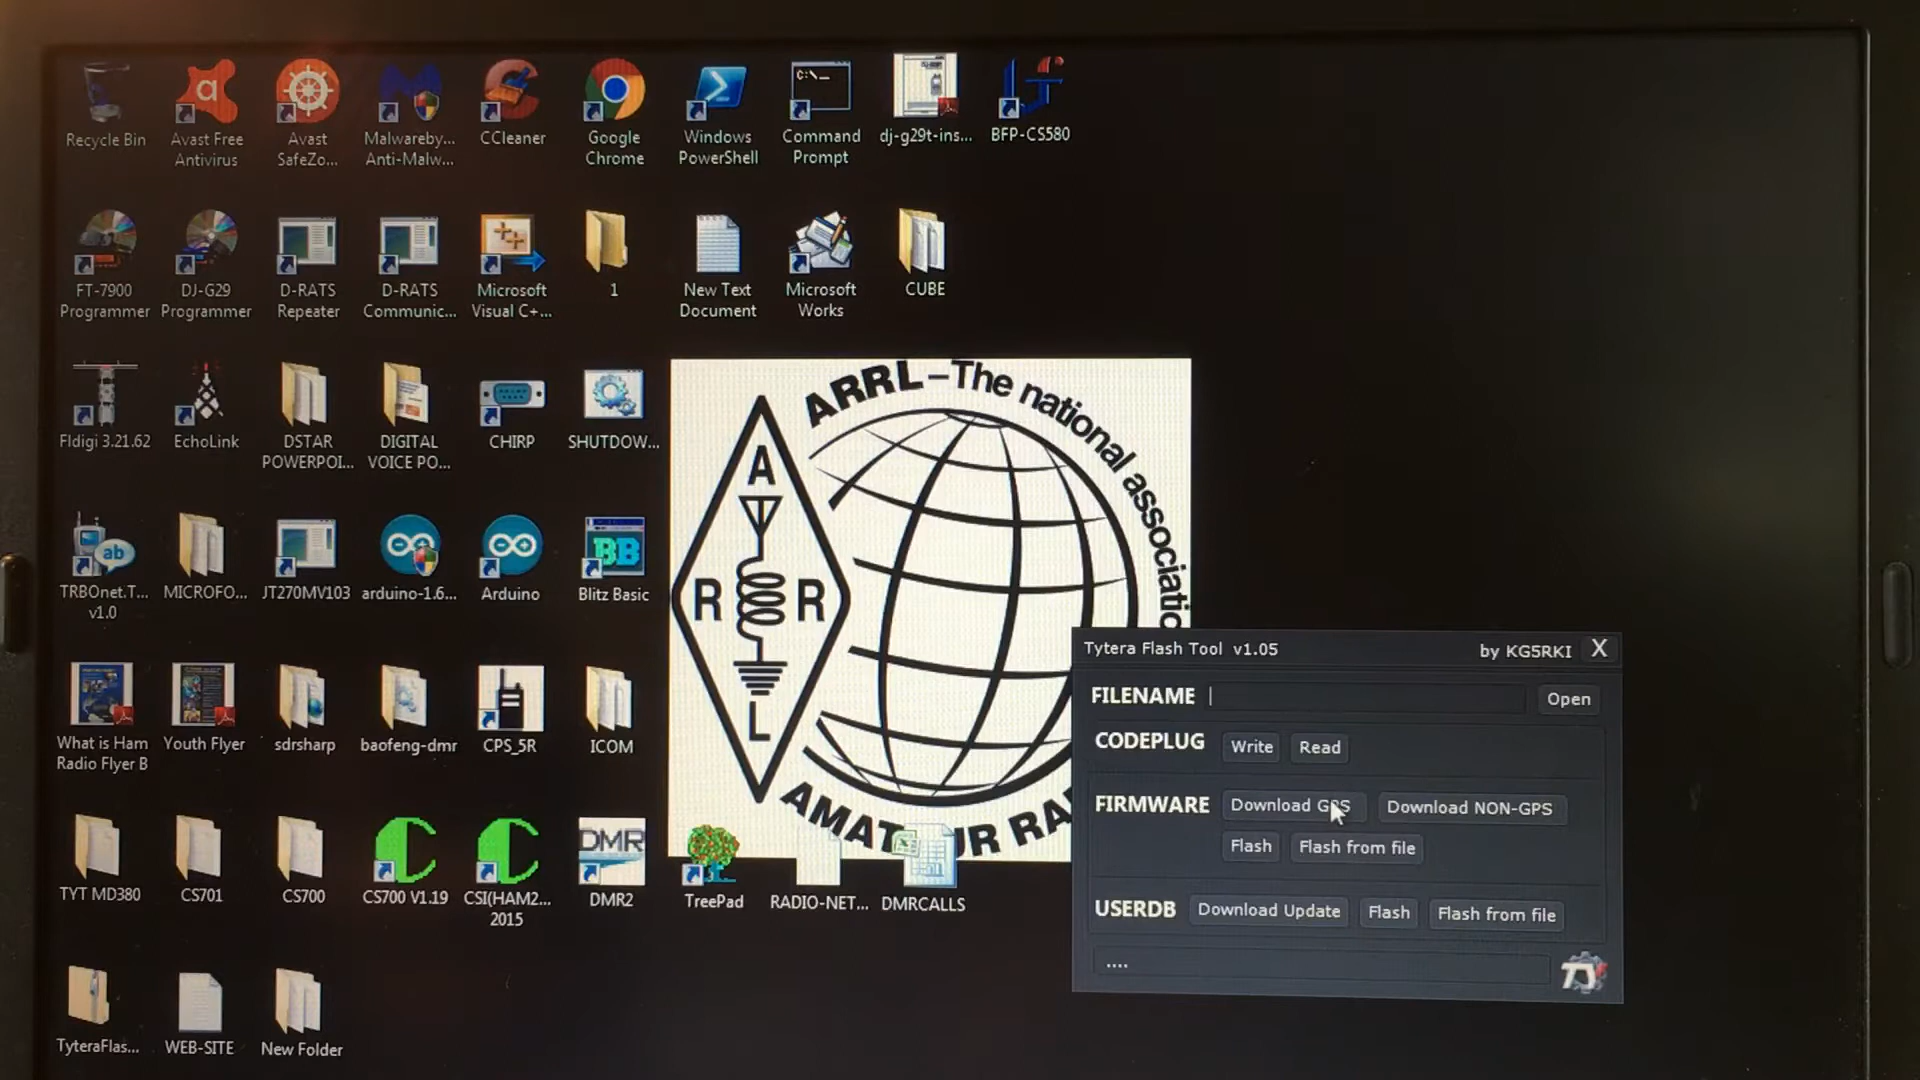 Recycle Bin
Avast Free
Antivirus
Avast
SafeZo...
Malwareby...
Anti-Malw...
CCleaner
Google
Chrome
Windows
PowerShell
C:\_
Command
Prompt
dj-g29t-ins...
BFP-CS580
FT-7900
Programmer
DJ-G29
Programmer
D-RATS
Repeater
D-RATS
Communic...
Microsoft
Visual C+...
1
New Text
Document
Microsoft
Works
CUBE
Fldigi 3.21.62
EchoLink
DSTAR
POWERPOI...
DIGITAL
VOICE PO...
CHIRP
SHUTDOW...
ARRL–The national associatio
A
R R
L
AMATEUR RA
ab
TRBOnet.T...
v1.0
MICROFO...
JT270MV103
arduino-1.6...
Arduino
BB
Blitz Basic
What is Ham
Radio Flyer B
Youth Flyer
sdrsharp
baofeng-dmr
CPS_5R
ICOM
TYT MD380
CS701
CS700
CS700 V1.19
CSI(HAM2...
2015
DMR
DMR2
TreePad
RADIO-NET...
DMRCALLS
TyteraFlas...
WEB-SITE
New Folder
Tytera Flash Tool v1.05 by KG5RKI X
FILENAME Open
CODEPLUG Write Read
FIRMWARE Download GPS Download NON-GPS
Flash Flash from file
USERDB Download Update Flash Flash from file
....